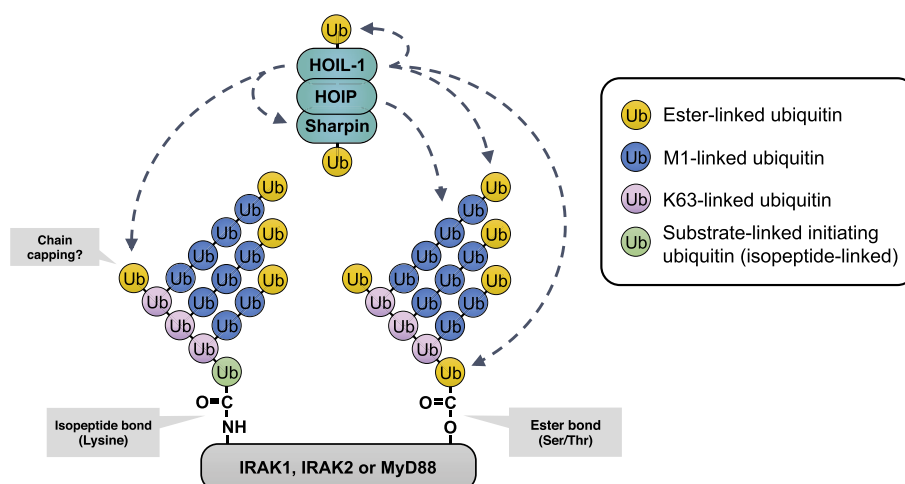 Ub
HOIL-1
HOIP
Sharpin
Ub
Ub Ester-linked ubiquitin
Ub M1-linked ubiquitin
Ub K63-linked ubiquitin
Ub Substrate-linked initiating
ubiquitin (isopeptide-linked)
Chain
capping?
Ub Ub
Ub Ub
Ub Ub Ub Ub
Ub Ub Ub Ub
Ub Ub Ub Ub Ub Ub Ub Ub
Ub Ub Ub Ub Ub Ub
Ub Ub Ub Ub
Ub Ub
Ub Ub
O=C O=C
Isopeptide bond
(Lysine)
NH O
Ester bond
(Ser/Thr)
IRAK1, IRAK2 or MyD88